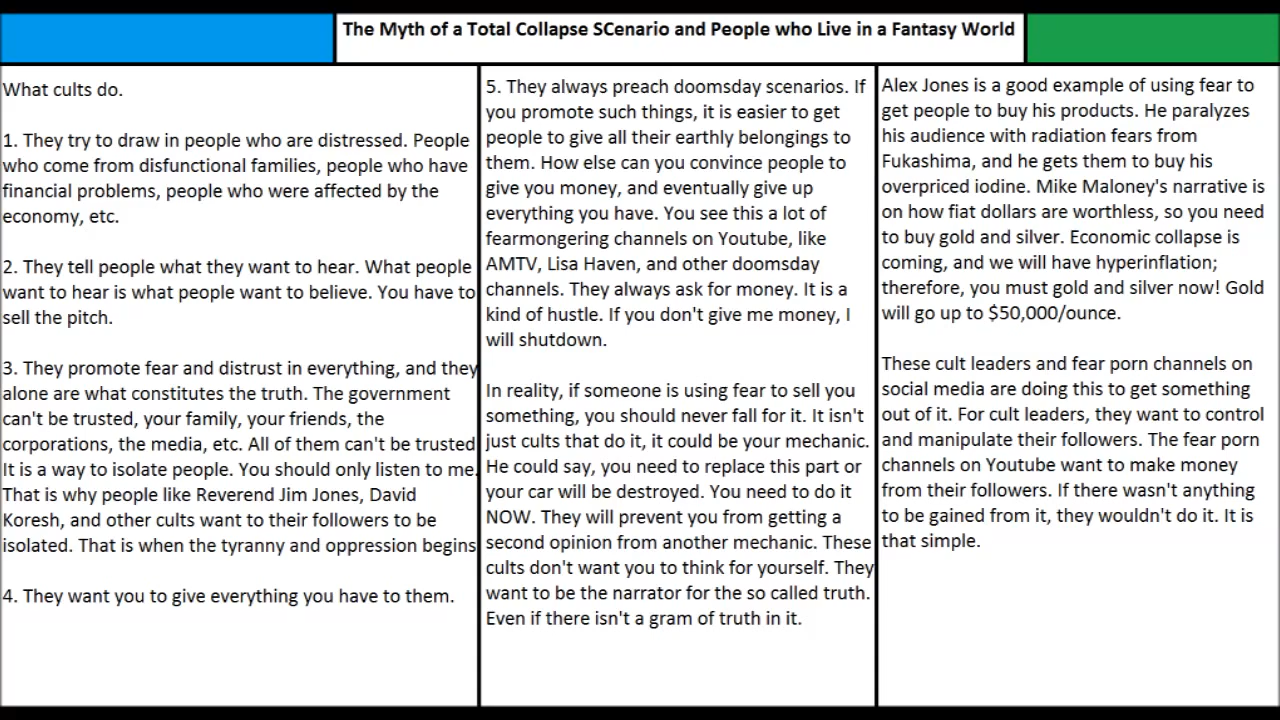 The Myth of a Total Collapse SCenario and People who Live in a Fantasy World
What cults do.
1. They try to draw in people who are distressed. People
who come from disfunctional families, people who have
financial problems, people who were affected by the
economy, etc.
2. They tell people what they want to hear. What people
want to hear is what people want to believe. You have to
sell the pitch.
3. They promote fear and distrust in everything, and they
alone are what constitutes the truth. The government
can't be trusted, your family, your friends, the
corporations, the media, etc. All of them can't be trusted
It is a way to isolate people. You should only listen to me.
That is why people like Reverend Jim Jones, David
Koresh, and other cults want to their followers to be
isolated. That is when the tyranny and oppression begins
4. They want you to give everything you have to them.
5. They always preach doomsday scenarios. If
you promote such things, it is easier to get
people to give all their earthly belongings to
them. How else can you convince people to
give you money, and eventually give up
everything you have. You see this a lot of
fearmongering channels on Youtube, like
AMTV, Lisa Haven, and other doomsday
channels. They always ask for money. It is a
kind of hustle. If you don't give me money, I
will shutdown.
In reality, if someone is using fear to sell you
something, you should never fall for it. It isn't
just cults that do it, it could be your mechanic.
He could say, you need to replace this part or
your car will be destroyed. You need to do it
NOW. They will prevent you from getting a
second opinion from another mechanic. These
cults don't want you to think for yourself. They
want to be the narrator for the so called truth.
Even if there isn't a gram of truth in it.
Alex Jones is a good example of using fear to
get people to buy his products. He paralyzes
his audience with radiation fears from
Fukashima, and he gets them to buy his
overpriced iodine. Mike Maloney's narrative is
on how fiat dollars are worthless, so you need
to buy gold and silver. Economic collapse is
coming, and we will have hyperinflation;
therefore, you must gold and silver now! Gold
will go up to $50,000/ounce.
These cult leaders and fear porn channels on
social media are doing this to get something
out of it. For cult leaders, they want to control
and manipulate their followers. The fear porn
channels on Youtube want to make money
from their followers. If there wasn't anything
to be gained from it, they wouldn't do it. It is
that simple.